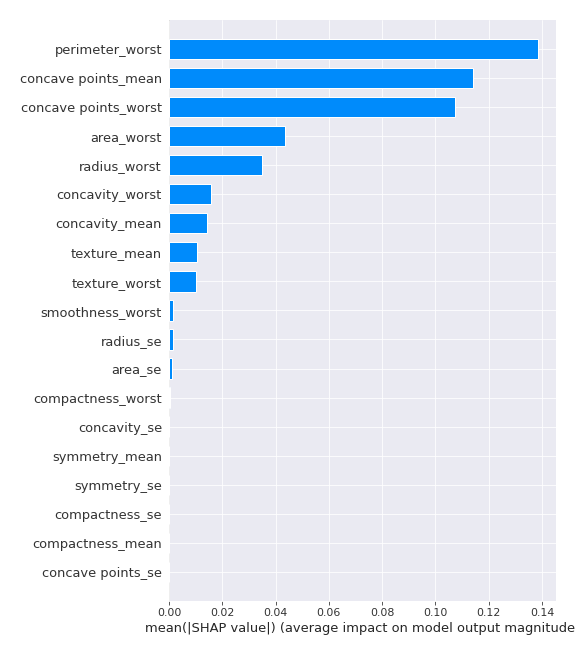 perimeter_worst
concave points_mean
concave points_worst
area_worst
radius_worst
concavity_worst
concavity_mean
texture_mean
texture_worst
smoothness_worst
radius_se
area_se
compactness_worst
concavity_se
symmetry_mean
symmetry_se
compactness_se
compactness_mean
concave points_se
0.00 0.02 0.04 0.06 0.08 0.10 0.12 0.14
mean(|SHAP value|) (average impact on model output magnitude